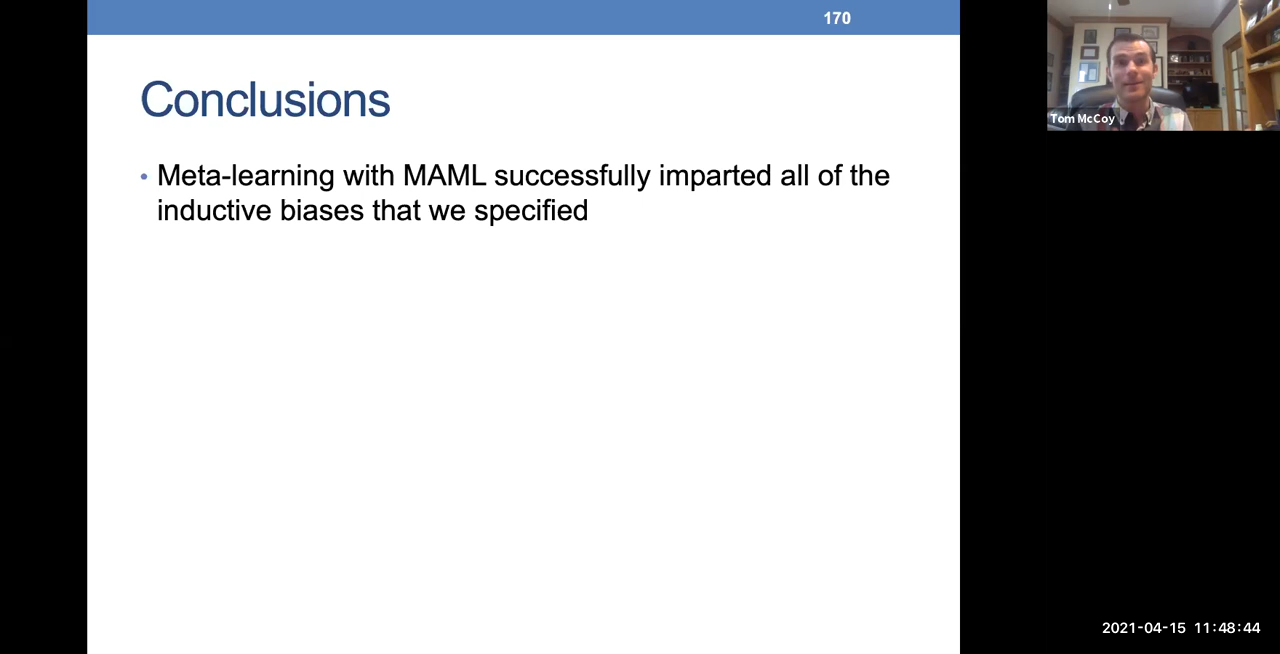 170
Conclusions
• Meta-learning with MAML successfully imparted all of the
inductive biases that we specified
Tom McCoy
2021-04-15 11:48:44